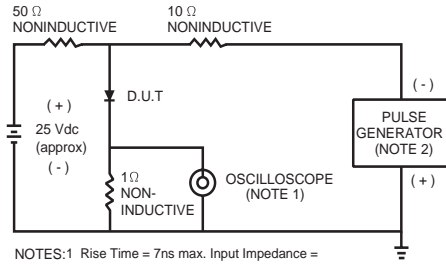 50 Ω
NONINDUCTIVE
10 Ω
NONINDUCTIVE
D.U.T
( + )
25 Vdc
(approx)
( - )
1Ω
NON-
INDUCTIVE
OSCILLOSCOPE
(NOTE 1)
( - )
PULSE
GENERATOR
(NOTE 2)
( + )
NOTES:1 Rise Time = 7ns max. Input Impedance =